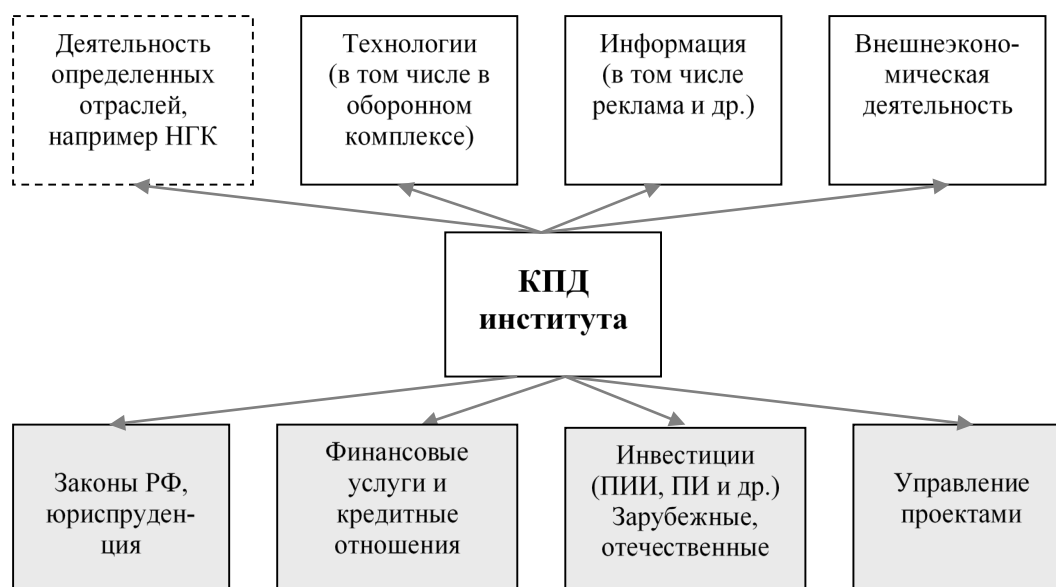 Деятельность
определенных
отраслей,
например НГК
Технологии
(в том числе в
оборонном
комплексе)
Информация
(в том числе
реклама и др.)
Внешнеэконо-
мическая
деятельность
КПД
института
Законы РФ,
юриспруден-
ция
Финансовые
услуги и
кредитные
отношения
Инвестиции
(ПИИ, ПИ и др.)
Зарубежные,
отечественные
Управление
проектами